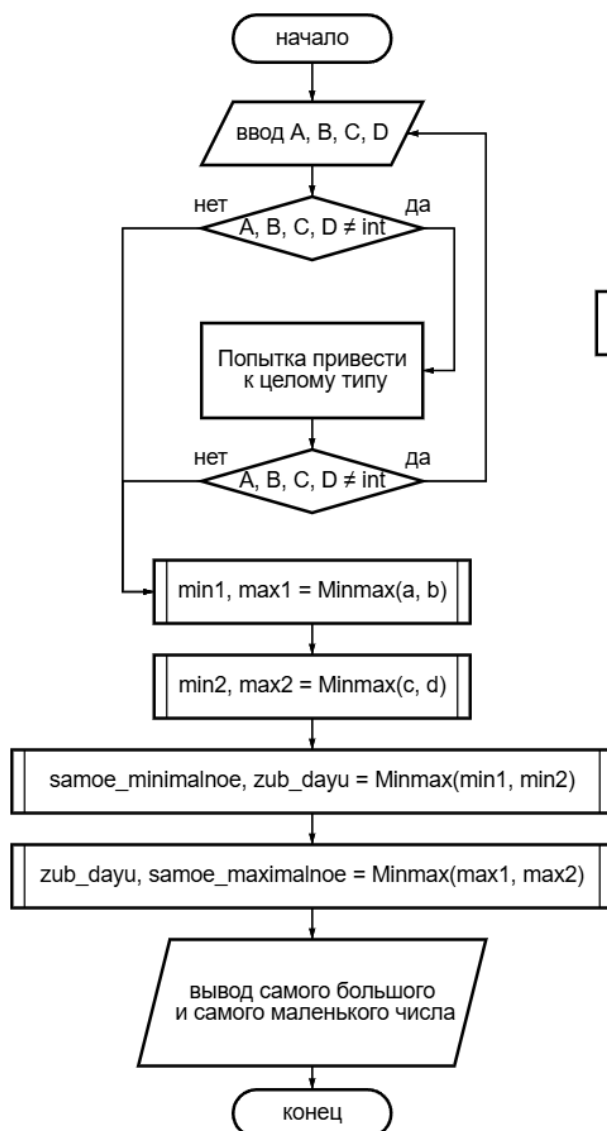 начало
ввод A, B, C, D
нет
да
A, B, C, D ≠ int
Попытка привести
к целому типу
нет
да
A, B, C, D ≠ int
min1, max1 = Minmax(a, b)
min2, max2 = Minmax(c, d)
samoe_minimalnoe, zub_dayu = Minmax(min1, min2)
zub_dayu, samoe_maximalnoe = Minmax(max1, max2)
вывод самого большого
и самого маленького числа
конец